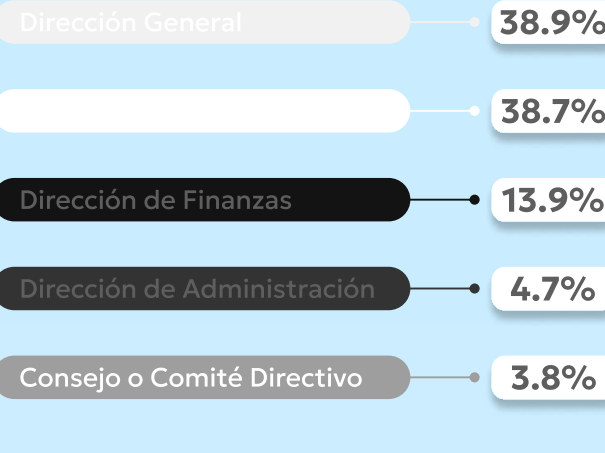 Dirección General
38.9%
38.7%
Dirección de Finanzas
13.9%
Dirección de Administración
4.7%
Consejo o Comité Directivo
3.8%